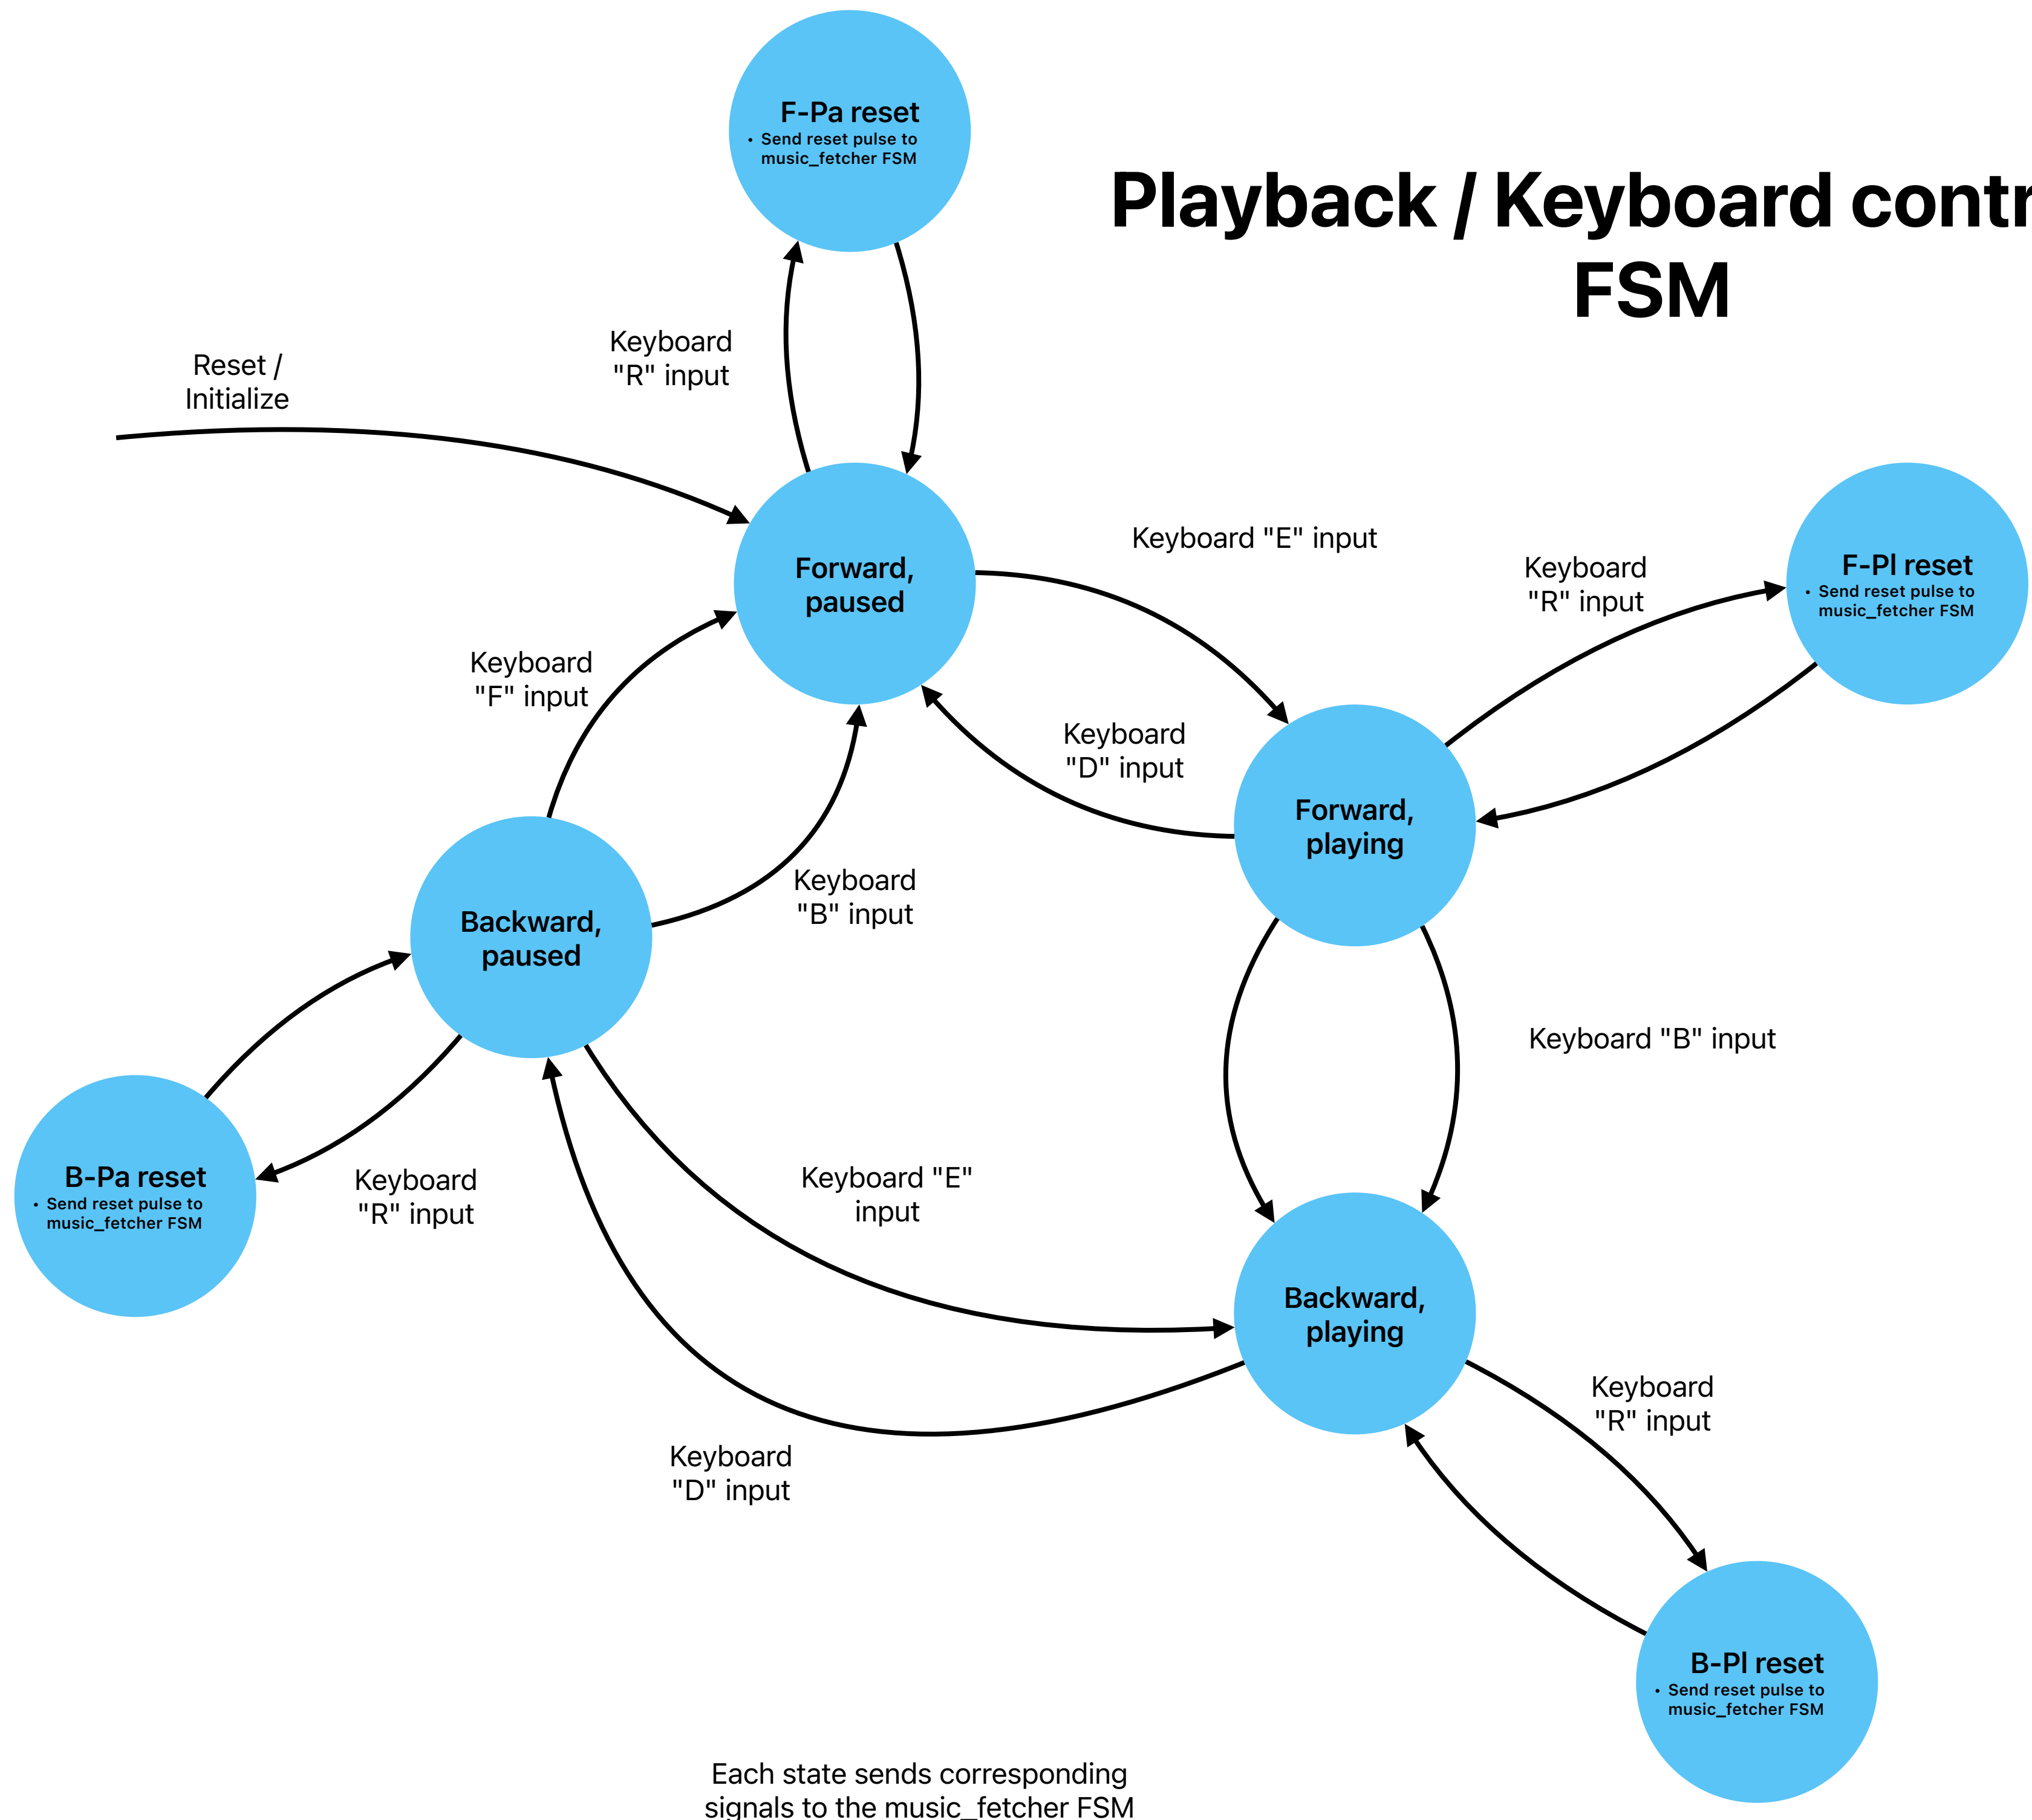 F-Pa reset
• Send reset pulse to
music_fetcher FSM
Playback / Keyboard contr
FSM
Keyboard
"R" input
Reset /
Initialize
Forward,
paused
Keyboard "E" input
Keyboard
"R" input
F-Pl reset
• Send reset pulse to
music_fetcher FSM
Keyboard
"F" input
Keyboard
"D" input
Forward,
playing
Keyboard
"B" input
Backward,
paused
Keyboard "B" input
B-Pa reset
• Send reset pulse to
music_fetcher FSM
Keyboard
"R" input
Keyboard "E"
input
Backward,
playing
Keyboard
"R" input
Keyboard
"D" input
B-Pl reset
• Send reset pulse to
music_fetcher FSM
Each state sends corresponding
signals to the music_fetcher FSM